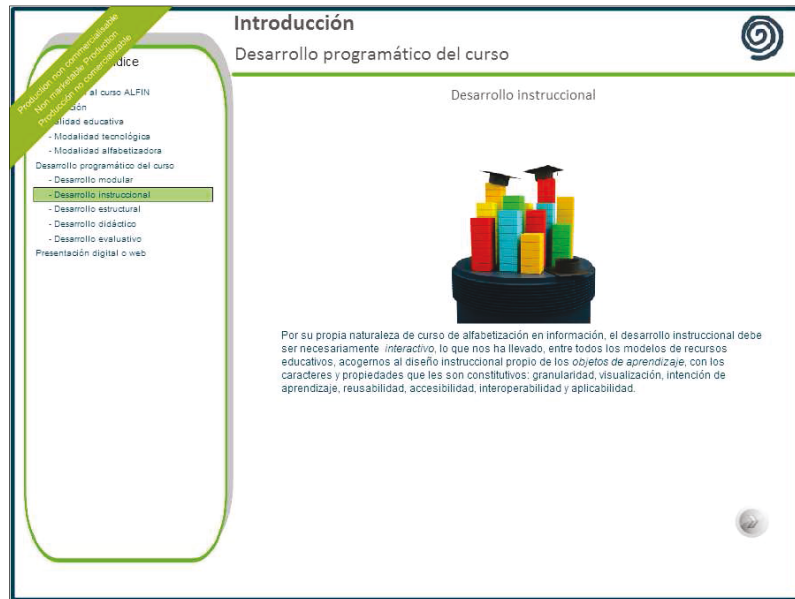 Introducción
Desarrollo programático del curso
Production non commercialisable
Non marketable Production
Producción no comercializable
al curso ALFIN
- Modalidad tecnológica
- Modalidad alfabetizadora
Desarrollo programático del curso
- Desarrollo modular
- Desarrollo instruccional
- Desarrollo estructural
- Desarrollo didáctico
- Desarrollo evaluativo
Presentación digital o web
Desarrollo instruccional
Por su propia naturaleza de curso de alfabetización en información, el desarrollo instruccional debe
ser necesariamente interactivo, lo que nos ha llevado, entre todos los modelos de recursos
educativos, acogernos al diseño instruccional propio de los objetos de aprendizaje, con los
caracteres y propiedades que les son constitutivos: granularidad, visualización, intención de
aprendizaje, reusabilidad, accesibilidad, interoperabilidad y aplicabilidad.